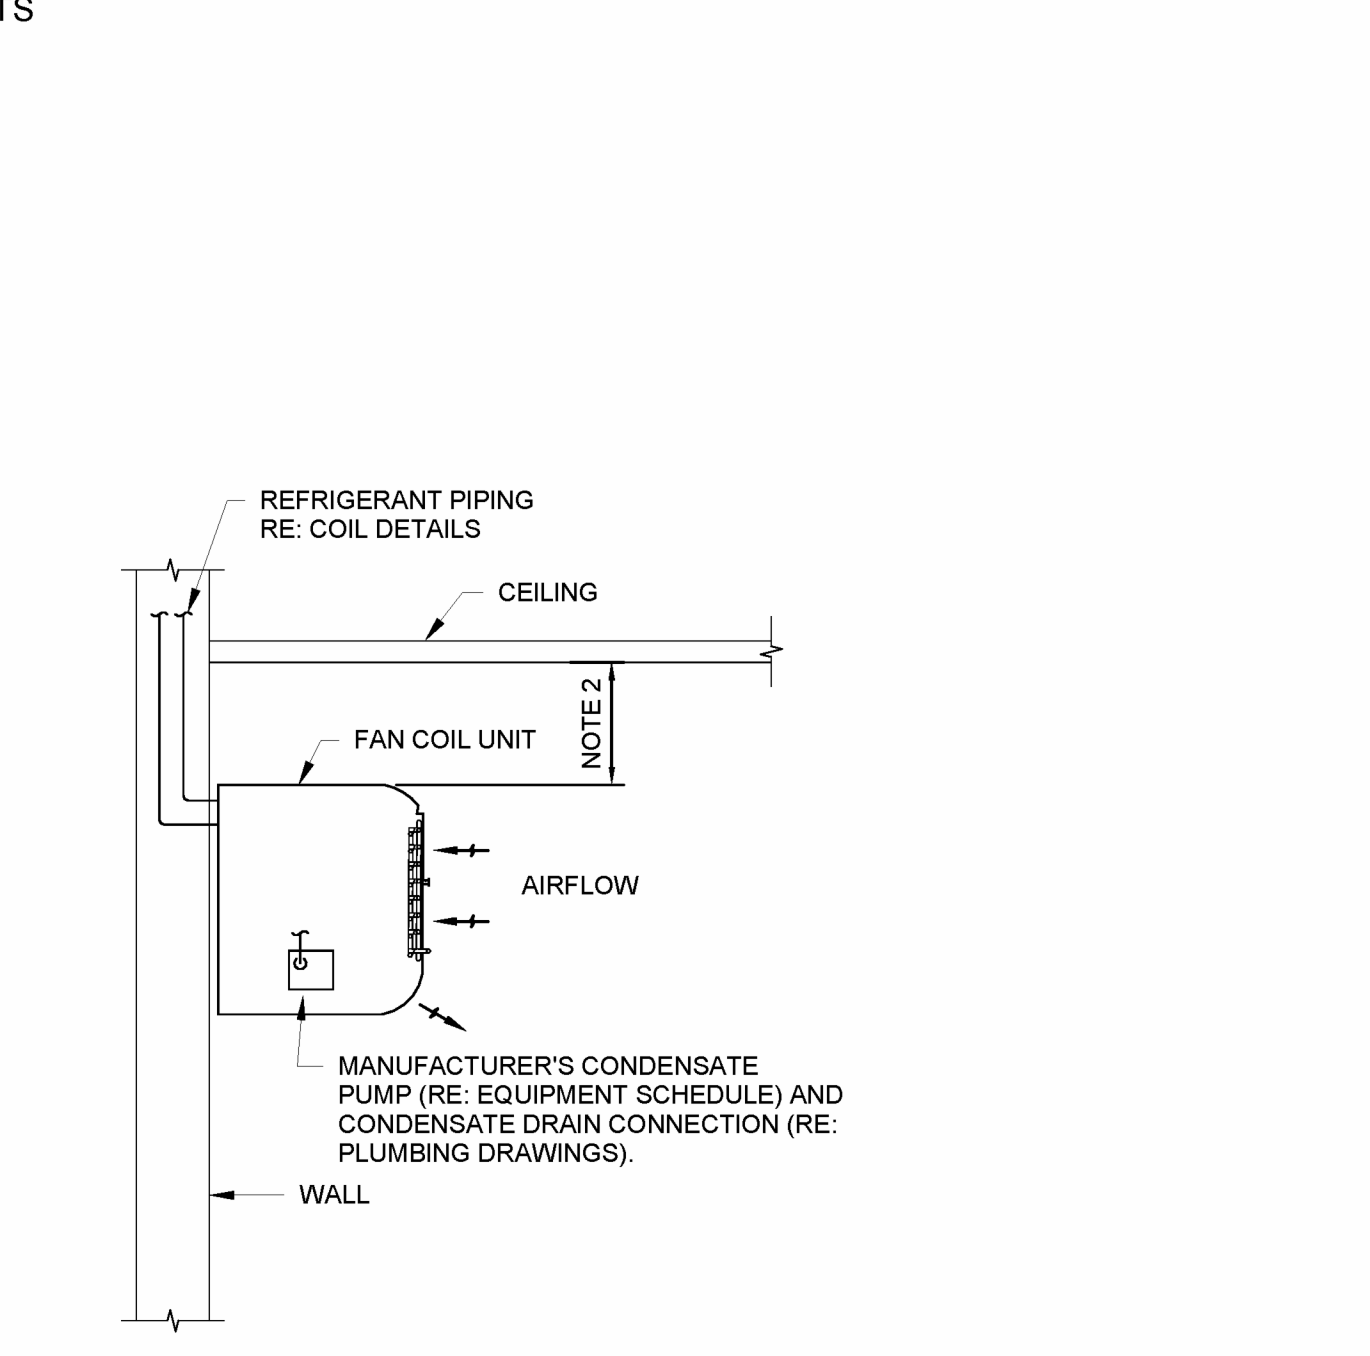 TS
REFRIGERANT PIPING
RE: COIL DETAILS
CEILING
NOTE 2
FAN COIL UNIT
AIRFLOW
MANUFACTURER'S CONDENSATE
PUMP (RE: EQUIPMENT SCHEDULE) AND
CONDENSATE DRAIN CONNECTION (RE:
PLUMBING DRAWINGS).
WALL